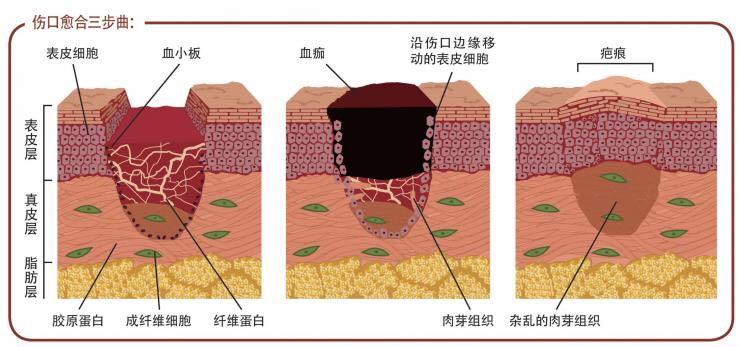 伤口愈合三步曲：
表皮细胞
血小板
血痂
沿伤口边缘移
动的表皮细胞
疤痕
表皮层
真皮层
脂肪层
胶原蛋白
成纤维细胞
纤维蛋白
肉芽组织
杂乱的肉芽组织